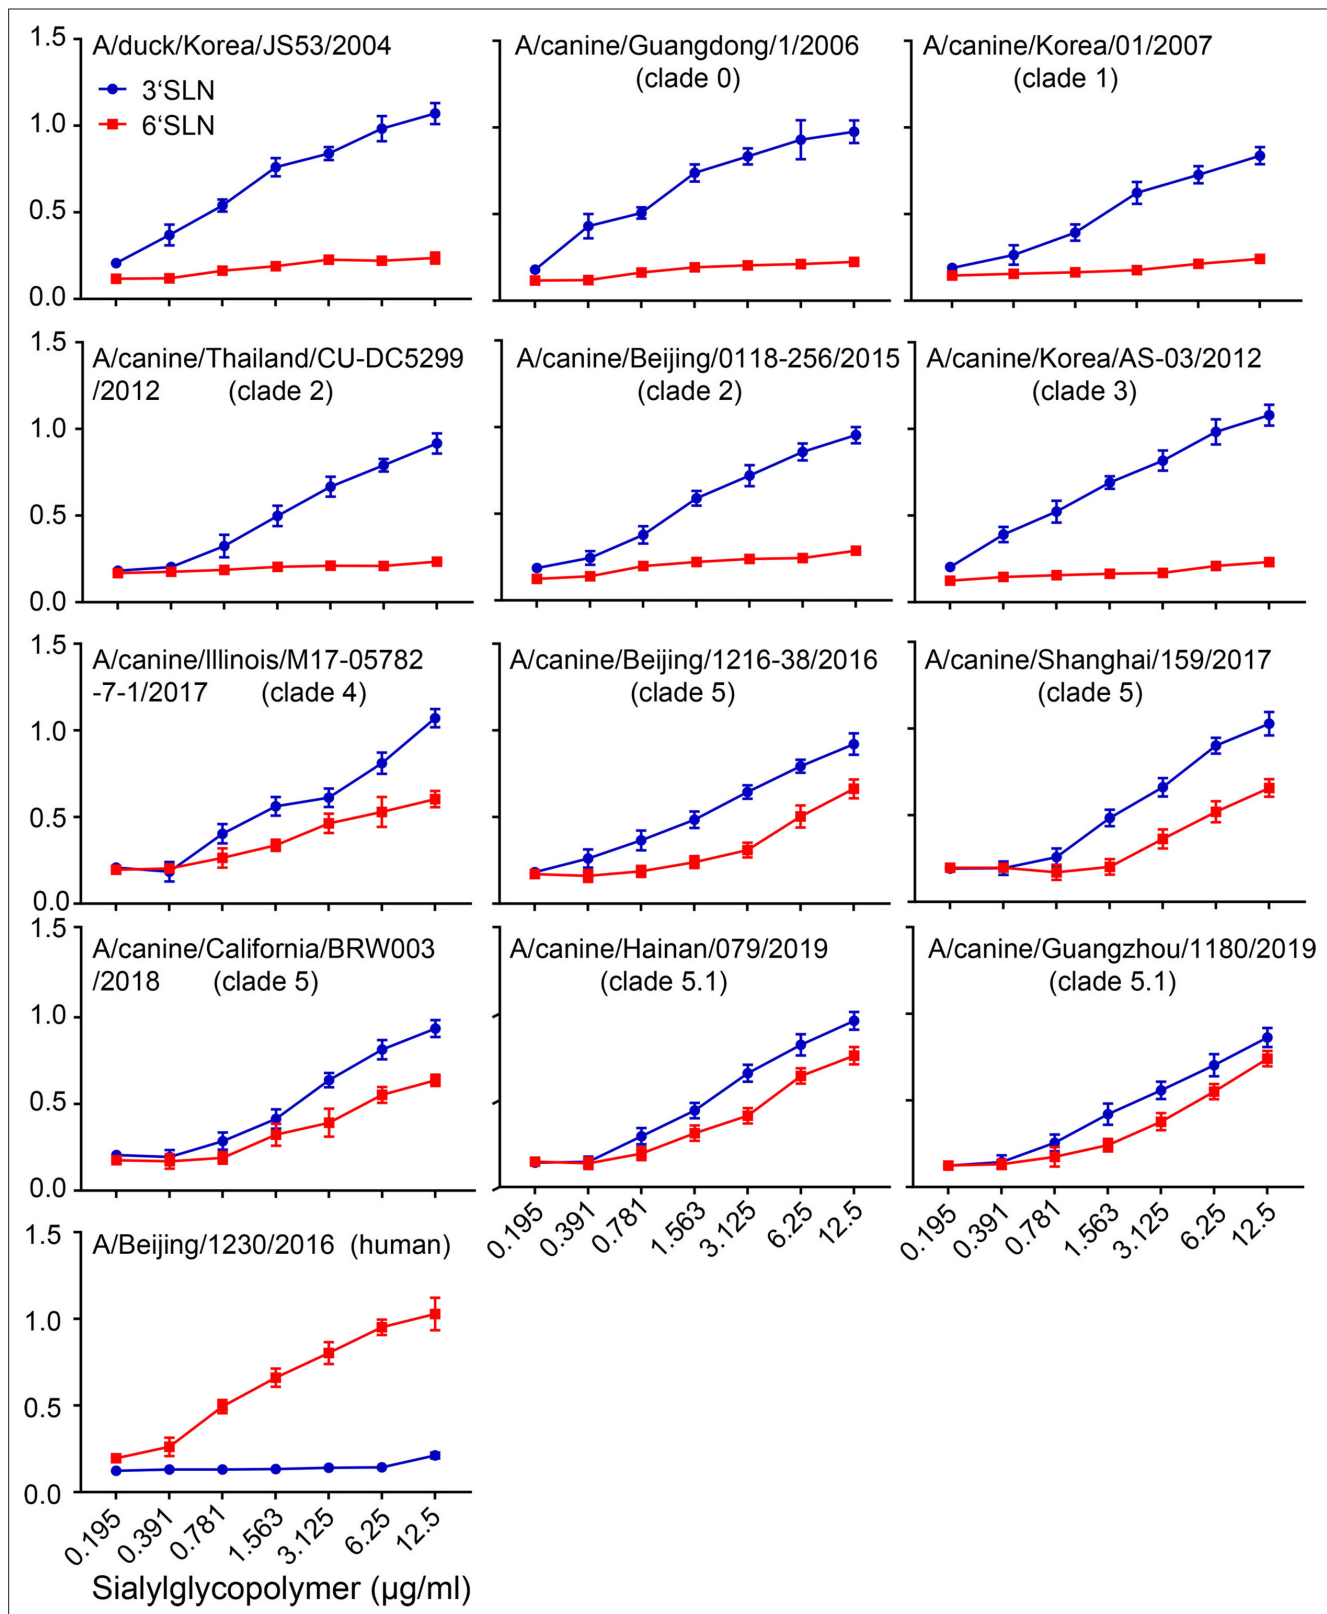 A/duck/Korea/JS53/2004
3‘SLN
6‘SLN
1.5
1.0
0.5
0.0
A/canine/Guangdong/1/2006
(clade 0)
A/canine/Korea/01/2007
(clade 1)
A/canine/Thailand/CU-DC5299
/2012 (clade 2)
1.5
1.0
0.5
0.0
A/canine/Beijing/0118-256/2015
(clade 2)
A/canine/Korea/AS-03/2012
(clade 3)
A/canine/Illinois/M17-05782
-7-1/2017 (clade 4)
1.5
1.0
0.5
0.0
A/canine/Beijing/1216-38/2016
(clade 5)
A/canine/Shanghai/159/2017
(clade 5)
A/canine/California/BRW003
/2018 (clade 5)
1.5
1.0
0.5
0.0
A/canine/Hainan/079/2019
(clade 5.1)
0.195 0.391 0.781 1.563 3.125 6.25 12.5
A/canine/Guangzhou/1180/2019
(clade 5.1)
0.195 0.391 0.781 1.563 3.125 6.25 12.5
A/Beijing/1230/2016 (human)
1.5
1.0
0.5
0.0
0.195 0.391 0.781 1.563 3.125 6.25 12.5
Sialylglycopolymer (µg/ml)